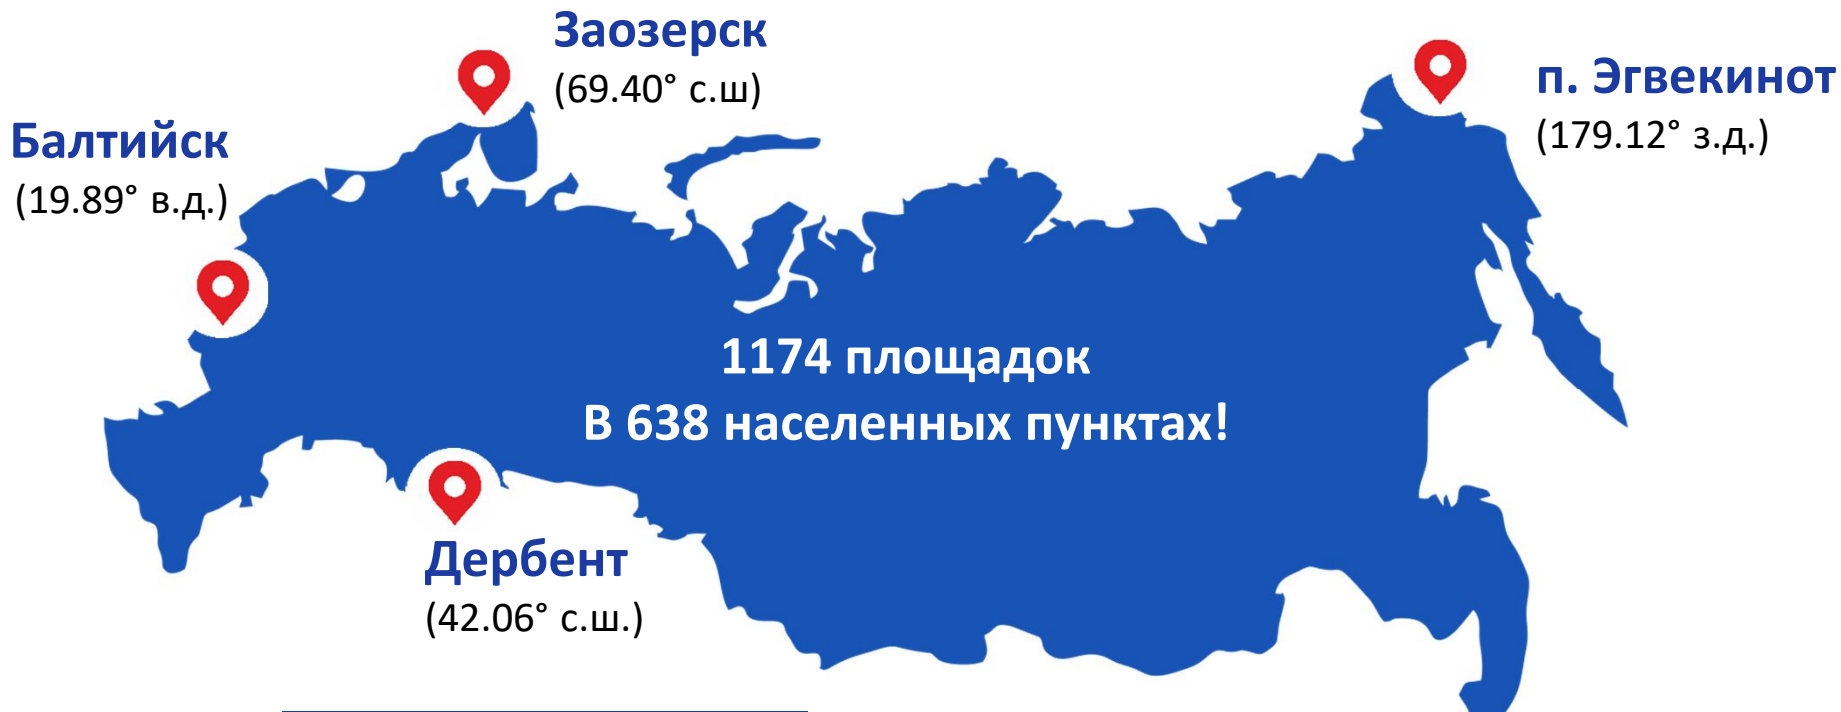 Заозерск
(69.40° с.ш)
п. Эгвекинот
(179.12° з.д.)
Балтийск
(19.89° в.д.)
1174 площадок
В 638 населенных пунктах!
Дербент
(42.06° с.ш.)